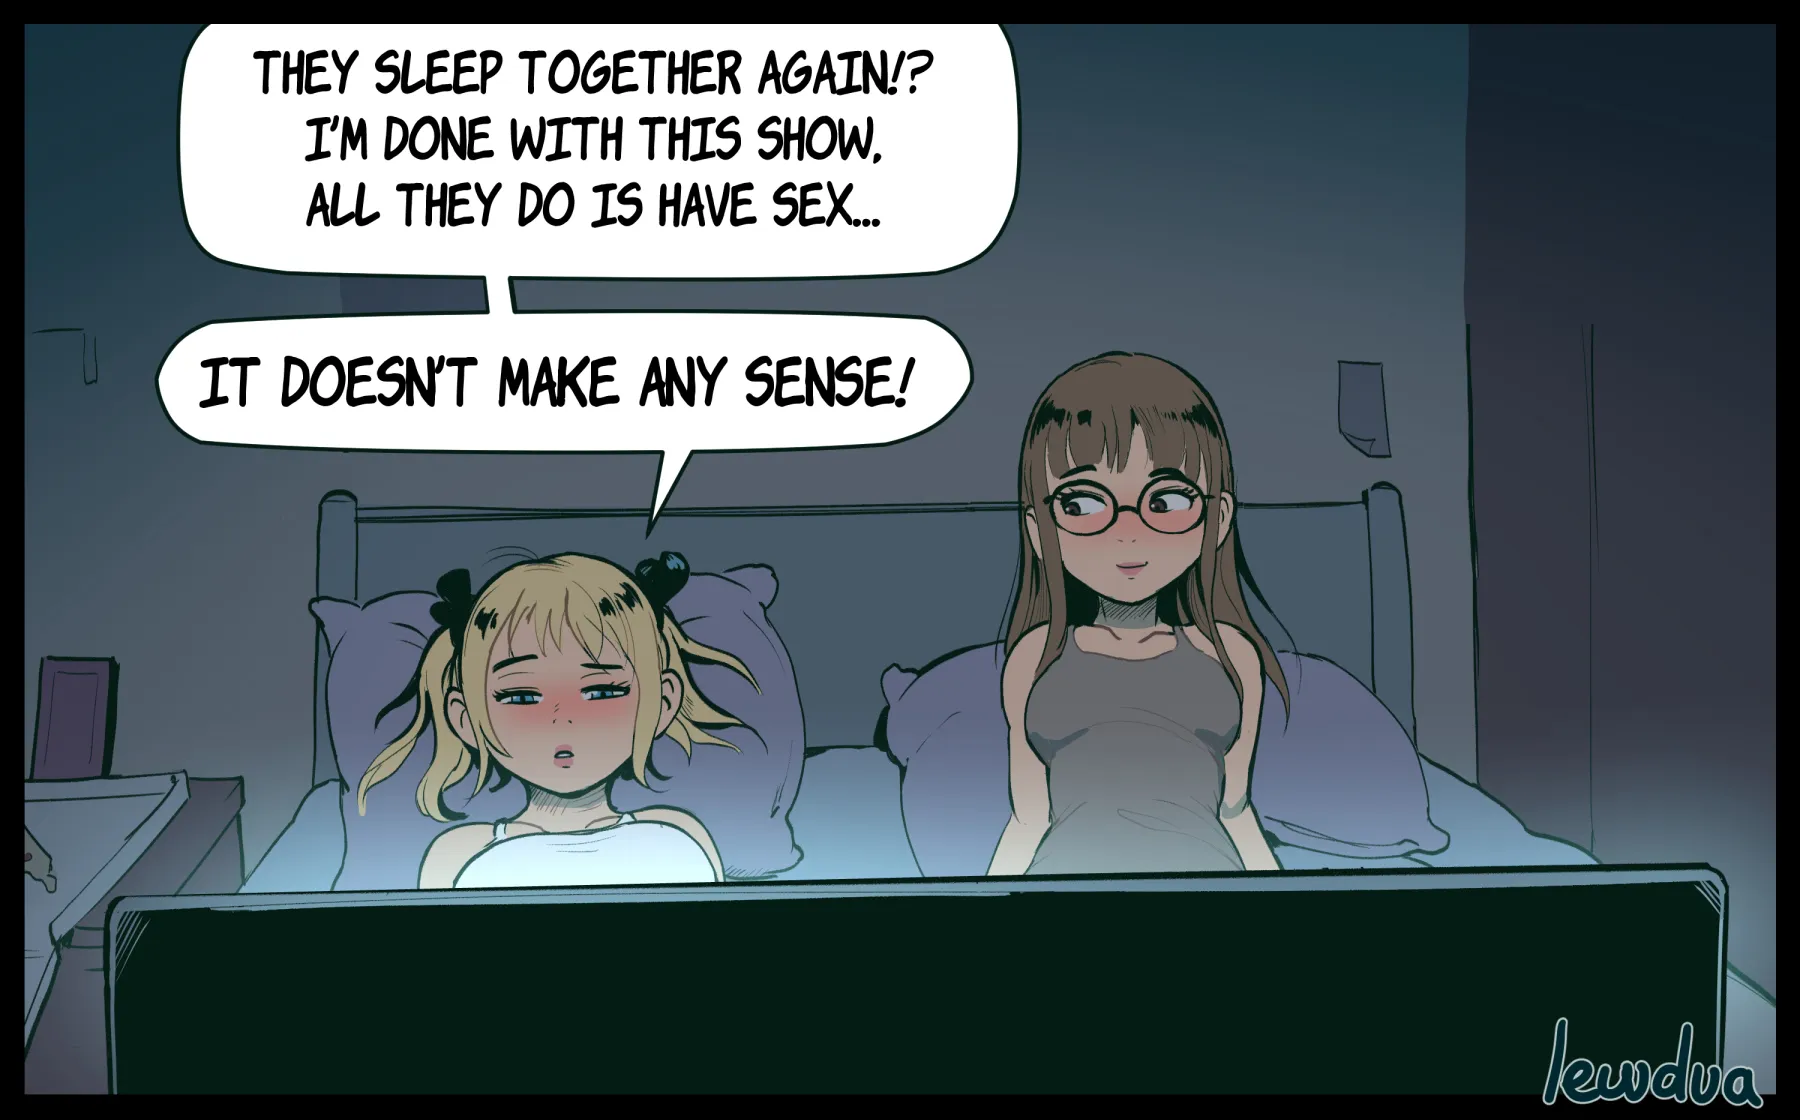 THEY SLEEP TOGETHER AGAIN!?
I'M DONE WITH THIS SHOW,
ALL THEY DO IS HAVE SEX...
IT DOESN'T MAKE ANY SENSE!
lewdua